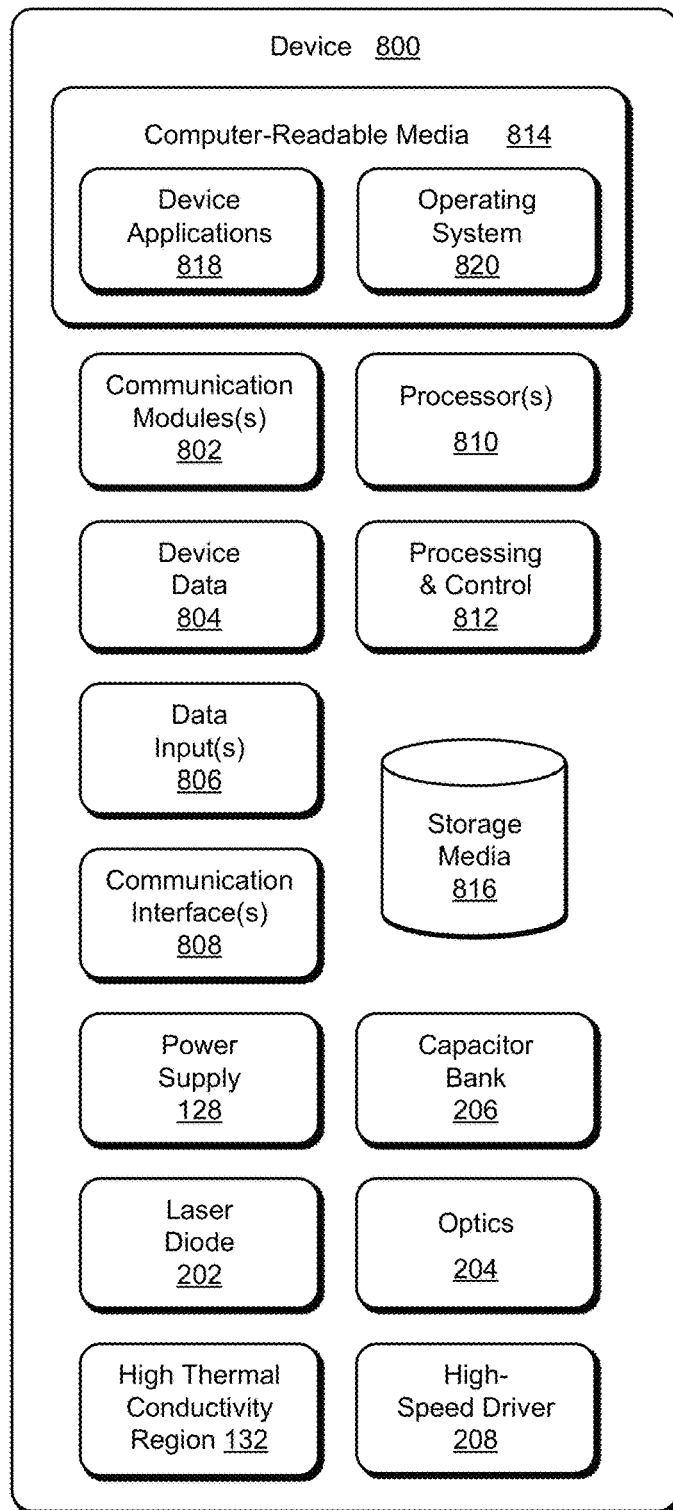 Device 800
Computer-Readable Media 814
Device
Applications
818
Operating
System
820
Communication
Modules(s)
802
Processor(s)
810
Device
Data
804
Processing
& Control
812
Data
Input(s)
806
Storage
Media
816
Communication
Interface(s)
808
Power
Supply
128
Capacitor
Bank
206
Laser
Diode
202
Optics
204
High Thermal
Conductivity
Region 132
High-
Speed Driver
208